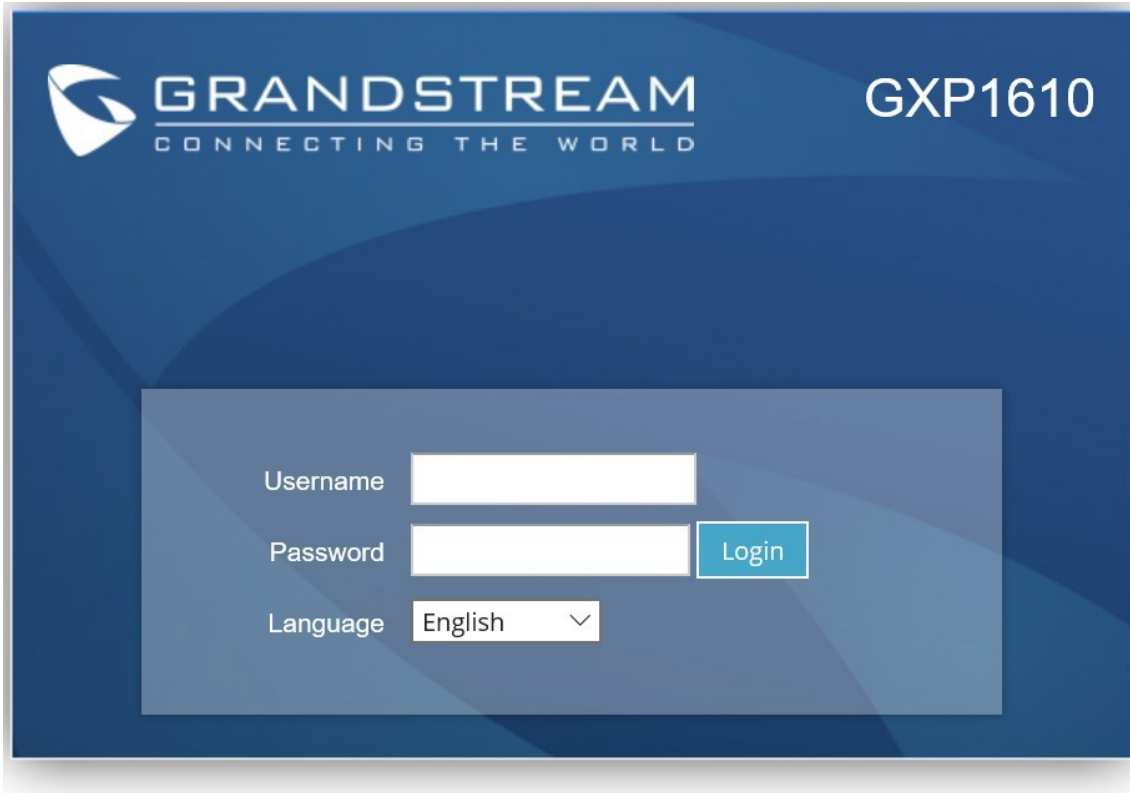 GRANDSTREAM
CONNECTING THE WORLD
GXP1610
Username
Password
Login
Language
English